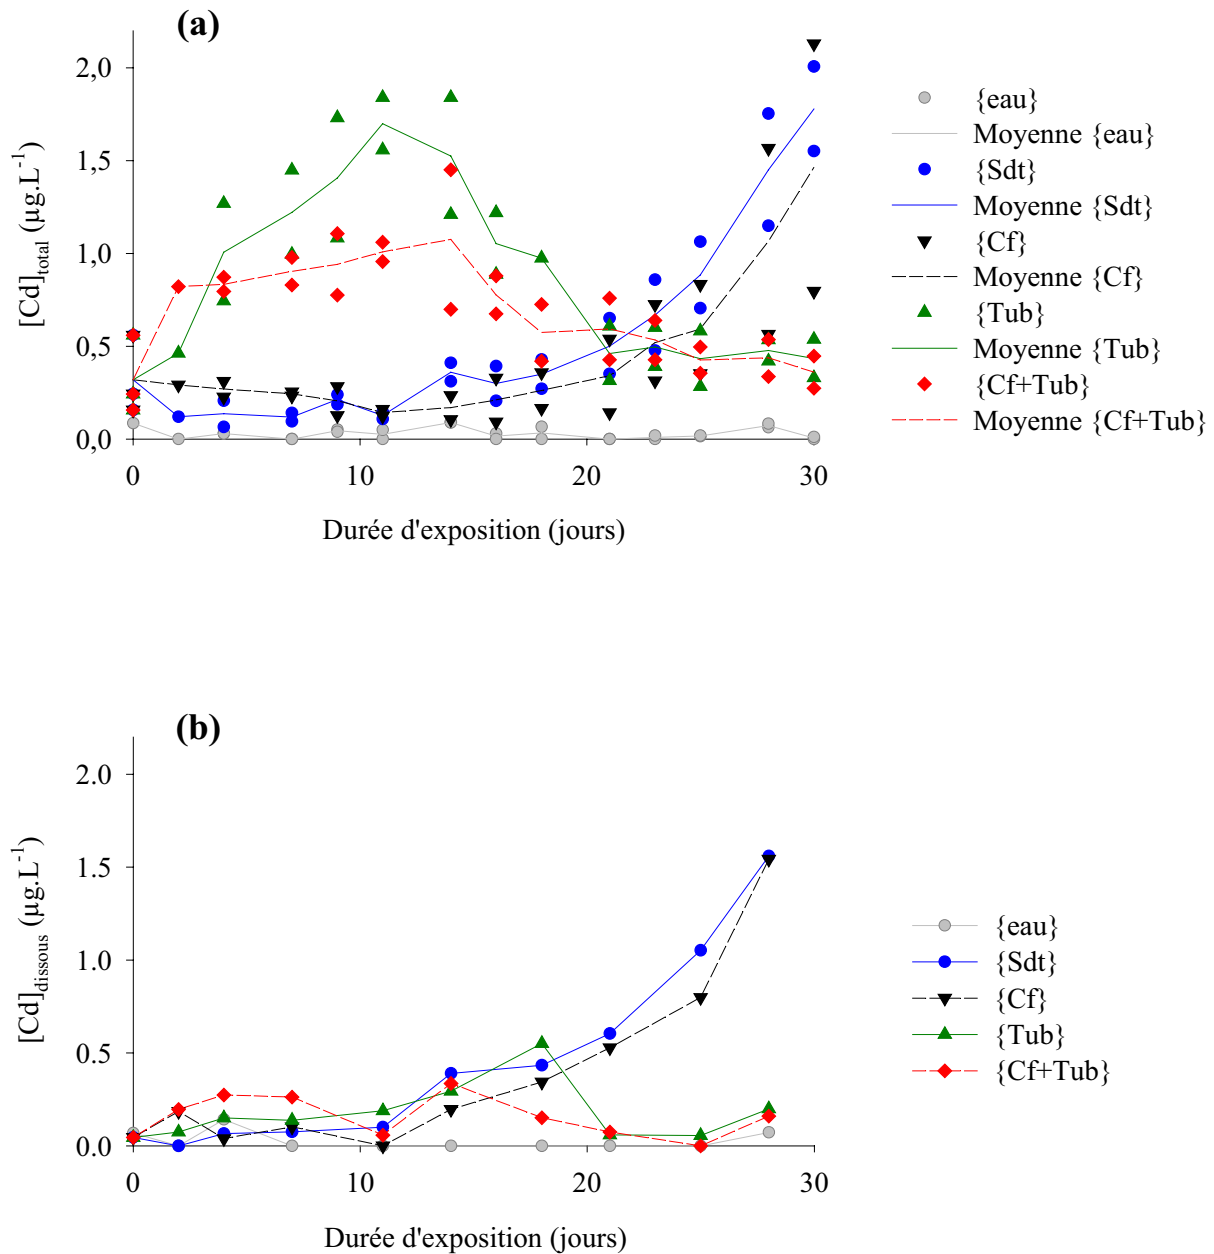 (a)
2,0
1,5
1,0
0,5
0,0
[Cd]total (µg.L-1)
0
10
20
30
Durée d'exposition (jours)
{eau}
Moyenne {eau}
{Sdt}
Moyenne {Sdt}
{Cf}
Moyenne {Cf}
{Tub}
Moyenne {Tub}
{Cf+Tub}
Moyenne {Cf+Tub}
(b)
2.0
1.5
1.0
0.5
0.0
[Cd]dissous (µg.L-1)
0
10
20
30
Durée d'exposition (jours)
{eau}
{Sdt}
{Cf}
{Tub}
{Cf+Tub}